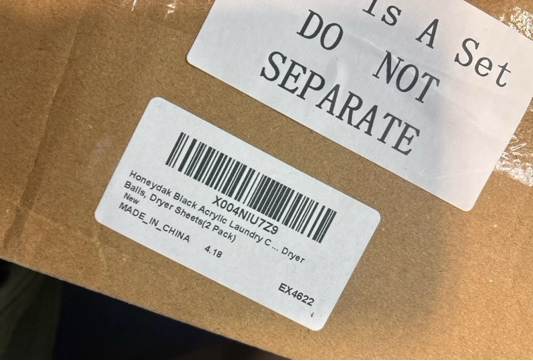 Is A Set
DO NOT
SEPARATE
X004NIU7Z9
Honeydak Black Acrylic Laundry C... Dryer
Balls, Dryer Sheets(2 Pack)
New
MADE_IN_CHINA 4.18
EX4622